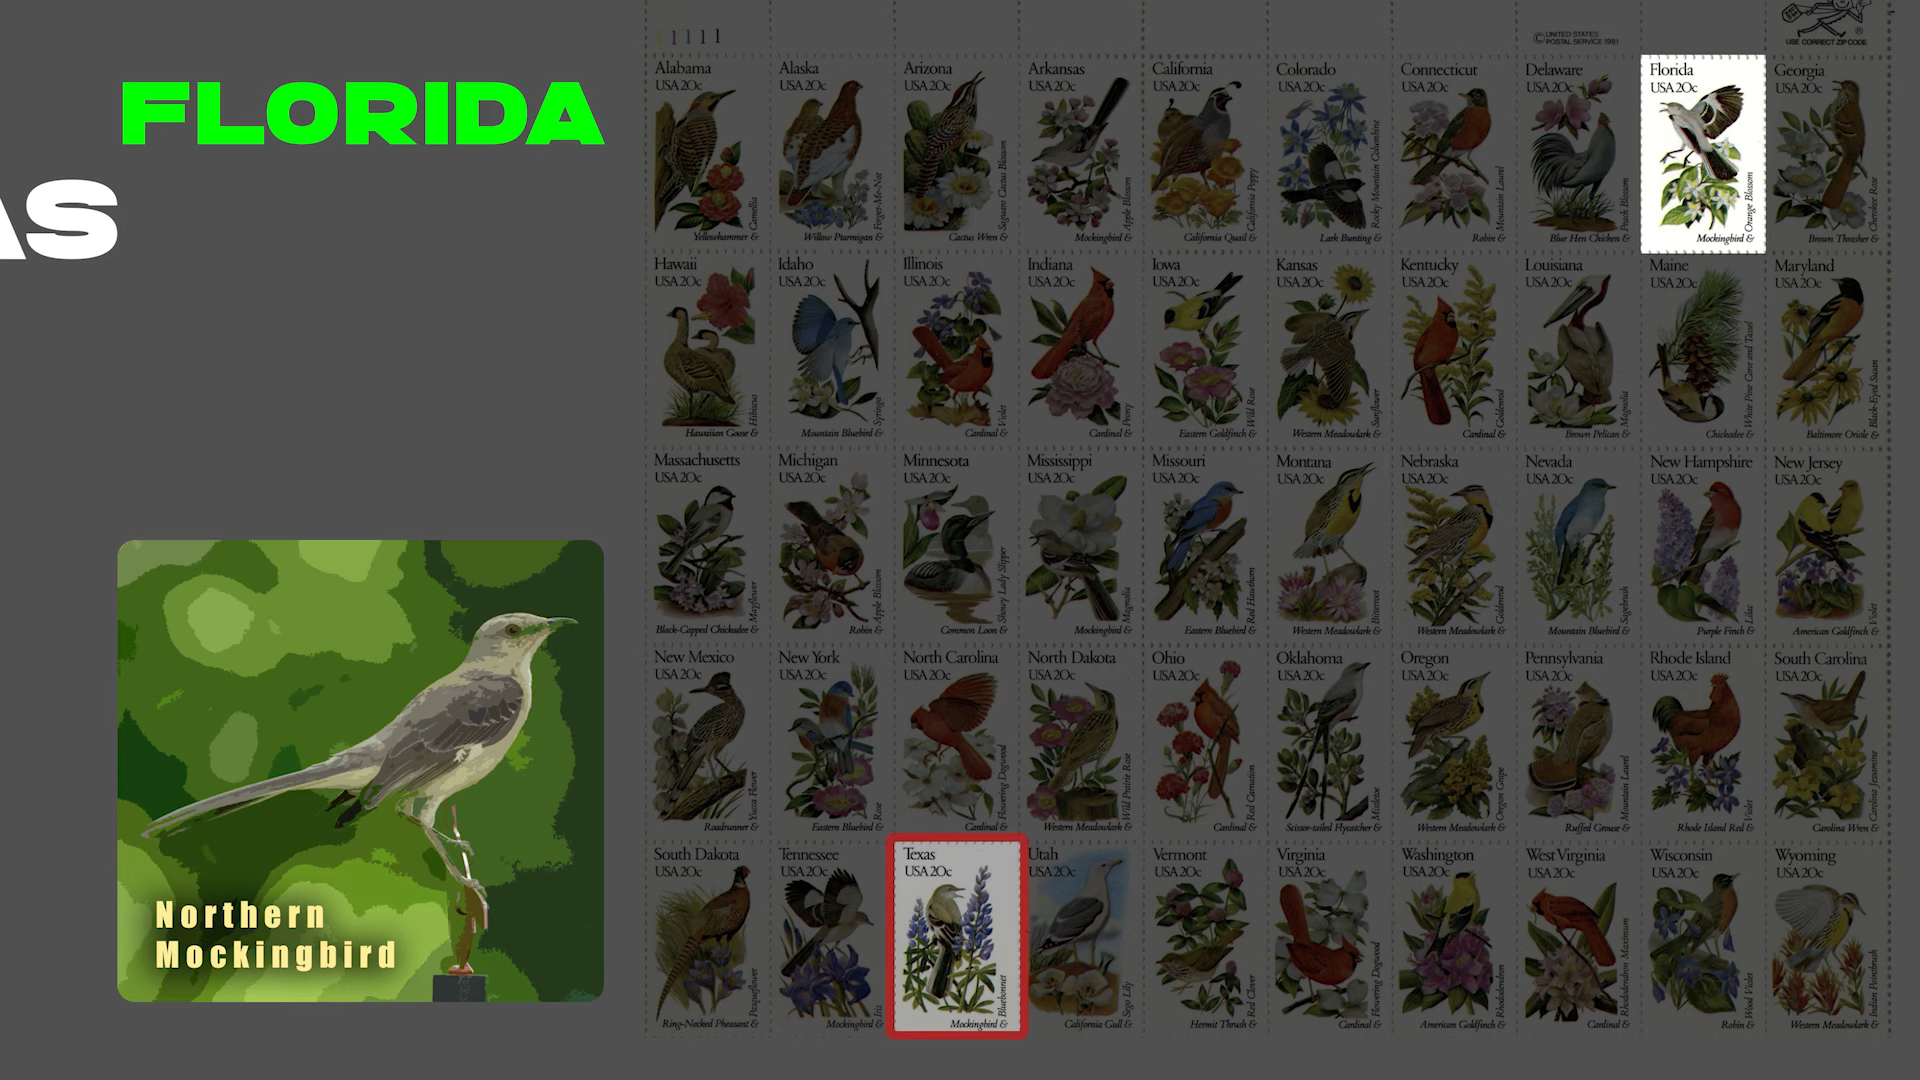 FLORIDA
AS
Northern
Mockingbird
1 1 1 1 1
© UNITED STATES
POSTAL SERVICE 1981
USE CORRECT ZIP CODE
Alabama
USA 20c
Camellia
Yellowhammer &
Alaska
USA 20c
Forget-Me-Not
Willow Ptarmigan &
Arizona
USA 20c
Saguaro Cactus Blossom
Cactus Wren &
Arkansas
USA 20c
Apple Blossom
Mockingbird &
California
USA 20c
California Poppy
California Quail &
Colorado
USA 20c
Rocky Mountain Columbine
Lark Bunting &
Connecticut
USA 20c
Mountain Laurel
Robin &
Delaware
USA 20c
Peach Blossom
Blue Hen Chicken &
Florida
USA 20c
Orange Blossom
Mockingbird &
Georgia
USA 20c
Cherokee Rose
Brown Thrasher &
Hawaii
USA 20c
Hibiscus
Hawaiian Goose &
Idaho
USA 20c
Syringa
Mountain Bluebird &
Illinois
USA 20c
Violet
Cardinal &
Indiana
USA 20c
Peony
Cardinal &
Iowa
USA 20c
Wild Rose
Eastern Goldfinch &
Kansas
USA 20c
Sunflower
Western Meadowlark &
Kentucky
USA 20c
Goldenrod
Cardinal &
Louisiana
USA 20c
Magnolia
Brown Pelican &
Maine
USA 20c
White Pine Cone and Tassel
Chickadee &
Maryland
USA 20c
Black-Eyed Susan
Baltimore Oriole &
Massachusetts
USA 20c
Mayflower
Black-Capped Chickadee &
Michigan
USA 20c
Apple Blossom
Robin &
Minnesota
USA 20c
Showy Lady Slipper
Common Loon &
Mississippi
USA 20c
Magnolia
Mockingbird &
Missouri
USA 20c
Red Hawthorn
Eastern Bluebird &
Montana
USA 20c
Bitterroot
Western Meadowlark &
Nebraska
USA 20c
Goldenrod
Western Meadowlark &
Nevada
USA 20c
Sagebrush
Mountain Bluebird &
New Hampshire
USA 20c
Lilac
Purple Finch &
New Jersey
USA 20c
Violet
American Goldfinch &
New Mexico
USA 20c
Yucca Flower
Roadrunner &
New York
USA 20c
Rose
Eastern Bluebird &
North Carolina
USA 20c
Flowering Dogwood
Cardinal &
North Dakota
USA 20c
Wild Prairie Rose
Western Meadowlark &
Ohio
USA 20c
Red Carnation
Cardinal &
Oklahoma
USA 20c
Mistletoe
Scissor-tailed Flycatcher &
Oregon
USA 20c
Oregon Grape
Western Meadowlark &
Pennsylvania
USA 20c
Mountain Laurel
Ruffed Grouse &
Rhode Island
USA 20c
Violet
Rhode Island Red &
South Carolina
USA 20c
Carolina Jessamine
Carolina Wren &
South Dakota
USA 20c
Pasqueflower
Ring-Necked Pheasant &
Tennessee
USA 20c
Iris
Mockingbird &
Texas
USA 20c
Bluebonnet
Mockingbird &
Utah
USA 20c
Sego Lily
California Gull &
Vermont
USA 20c
Red Clover
Hermit Thrush &
Virginia
USA 20c
Flowering Dogwood
Cardinal &
Washington
USA 20c
Rhododendron
American Goldfinch &
West Virginia
USA 20c
Rhododendron Maximum
Cardinal &
Wisconsin
USA 20c
Wood Violet
Robin &
Wyoming
USA 20c
Indian Paintbrush
Western Meadowlark &